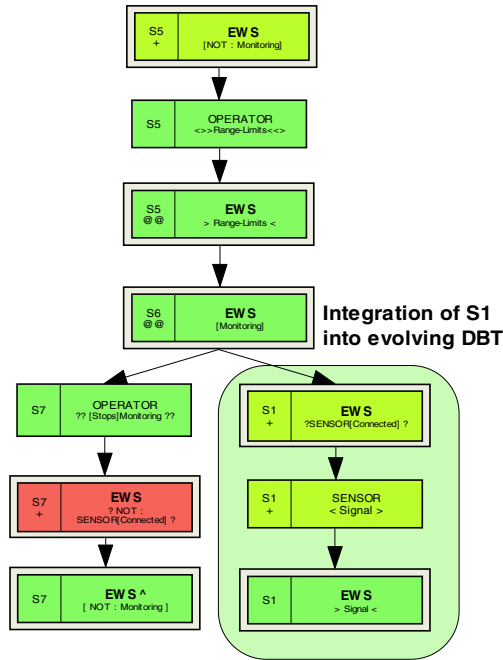 S5
+
EWS
[NOT : Monitoring]
S5
OPERATOR
<>>Range-Limits<<>
S5
@@
EWS
> Range-Limits <
S6
@@
EWS
[Monitoring]
Integration of S1
into evolving DBT
S7
OPERATOR
?? [Stops]Monitoring ??
S1
+
EWS
?SENSOR[Connected] ?
S7
+
EWS
? NOT :
SENSOR[Connected] ?
S1
+
SENSOR
< Signal >
S7
EWS ^
[ NOT : Monitoring ]
S1
EWS
> Signal <